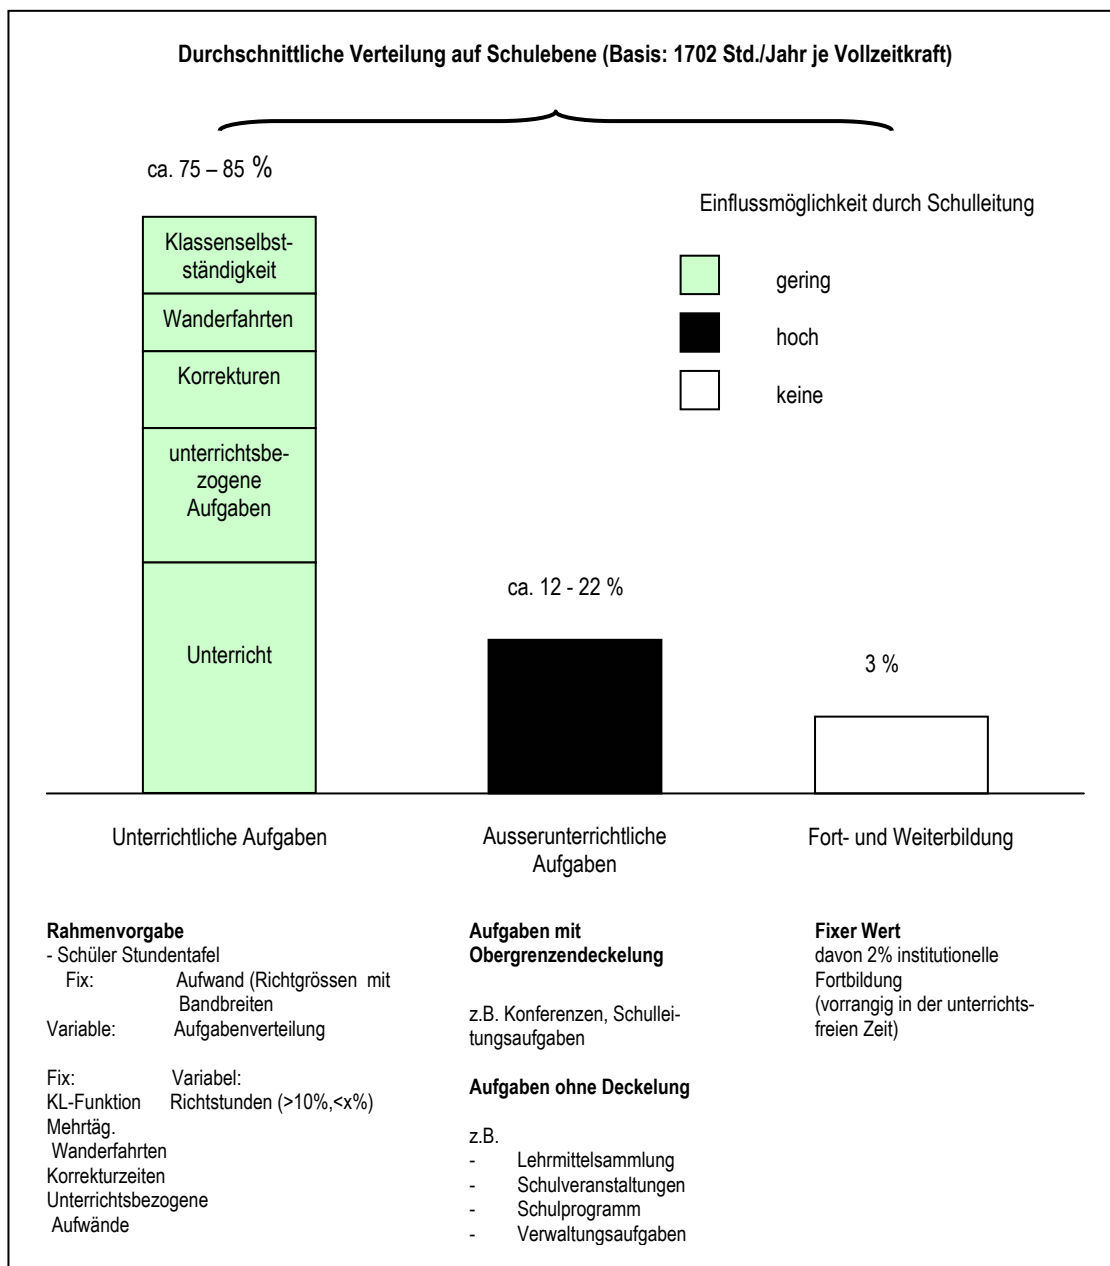 Durchschnittliche Verteilung auf Schulebene (Basis: 1702 Std./Jahr je Vollzeitkraft)
ca. 75 – 85 %
Einflussmöglichkeit durch Schulleitung
gering
hoch
keine
Klassenselbst-
ständigkeit
Wanderfahrten
Korrekturen
unterrichtsbe-
zogene
Aufgaben
Unterricht
ca. 12 - 22 %
3 %
Unterrichtliche Aufgaben
Ausserunterrichtliche
Aufgaben
Fort- und Weiterbildung
Rahmenvorgabe
- Schüler Stundentafel
Fix: Aufwand (Richtgrössen mit
Bandbreiten
Variable: Aufgabenverteilung
Fix: Variabel:
KL-Funktion Richtstunden (>10%,<x%)
Mehrtäg.
Wanderfahrten
Korrekturzeiten
Unterrichtsbezogene
Aufwände
Aufgaben mit
Obergrenzendeckelung
z.B. Konferenzen, Schullei-
tungsaufgaben
Aufgaben ohne Deckelung
z.B.
- Lehrmittelsammlung
- Schulveranstaltungen
- Schulprogramm
- Verwaltungsaufgaben
Fixer Wert
davon 2% institutionelle
Fortbildung
(vorrangig in der unterrichts-
freien Zeit)